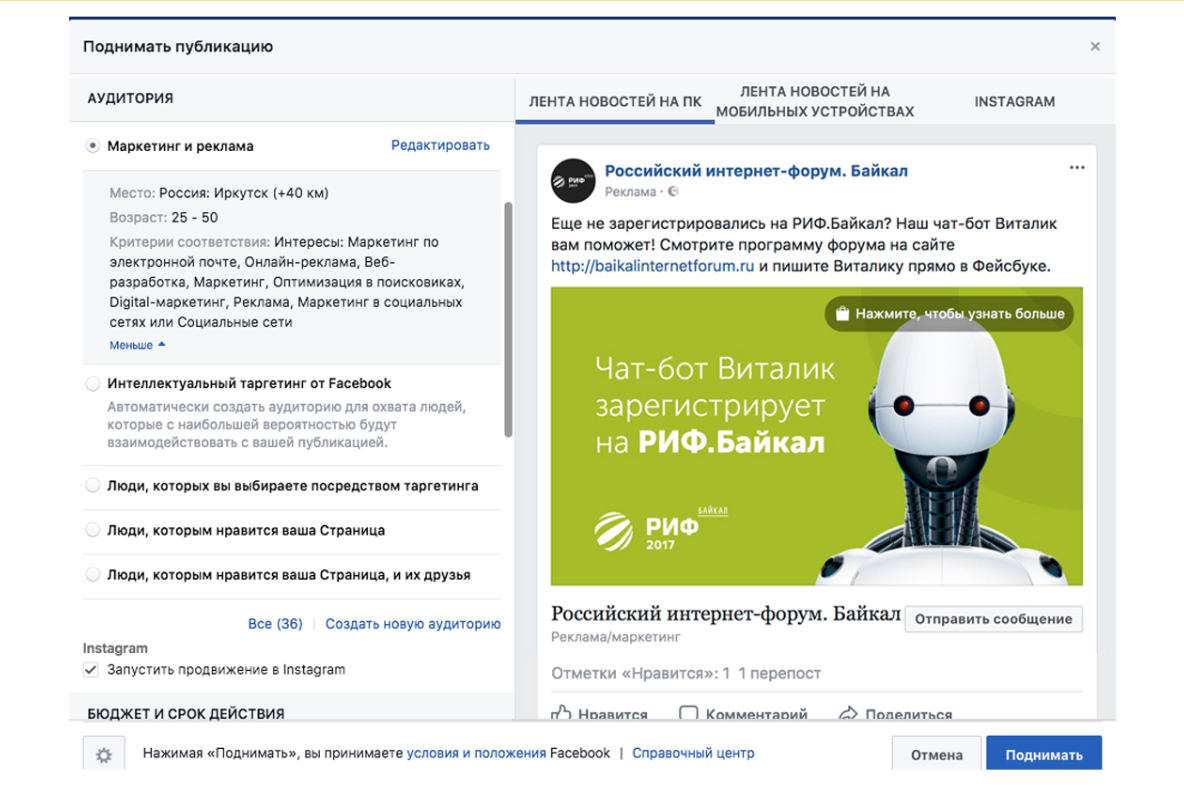 Поднимать публикацию
×
АУДИТОРИЯ
Маркетинг и реклама
Редактировать
Место: Россия: Иркутск (+40 км)
Возраст: 25 - 50
Критерии соответствия: Интересы: Маркетинг по
электронной почте, Онлайн-реклама, Веб-
разработка, Маркетинг, Оптимизация в поисковиках,
Digital-маркетинг, Реклама, Маркетинг в социальных
сетях или Социальные сети
Меньше
Интеллектуальный таргетинг от Facebook
Автоматически создать аудиторию для охвата людей,
которые с наибольшей вероятностью будут
взаимодействовать с вашей публикацией.
Люди, которых вы выбираете посредством таргетинга
Люди, которым нравится ваша Страница
Люди, которым нравится ваша Страница, и их друзья
Все (36) | Создать новую аудиторию
Instagram
Запустить продвижение в Instagram
БЮДЖЕТ И СРОК ДЕЙСТВИЯ
ЛЕНТА НОВОСТЕЙ НА ПК
ЛЕНТА НОВОСТЕЙ НА
МОБИЛЬНЫХ УСТРОЙСТВАХ
INSTAGRAM
РИФ
2017
Российский интернет-форум. Байкал
Реклама ·
Еще не зарегистрировались на РИФ.Байкал? Наш чат-бот Виталик
вам поможет! Смотрите программу форума на сайте
http://baikalinternetforum.ru и пишите Виталику прямо в Фейсбуке.
Нажмите, чтобы узнать больше
Чат-бот Виталик
зарегистрирует
на РИФ.Байкал
БАЙКАЛ
РИФ
2017
Российский интернет-форум. Байкал
Отправить сообщение
Реклама/маркетинг
Отметки «Нравится»: 1 1 перепост
Нравится Комментарий Поделиться
Нажимая «Поднимать», вы принимаете условия и положения Facebook | Справочный центр
Отмена
Поднимать